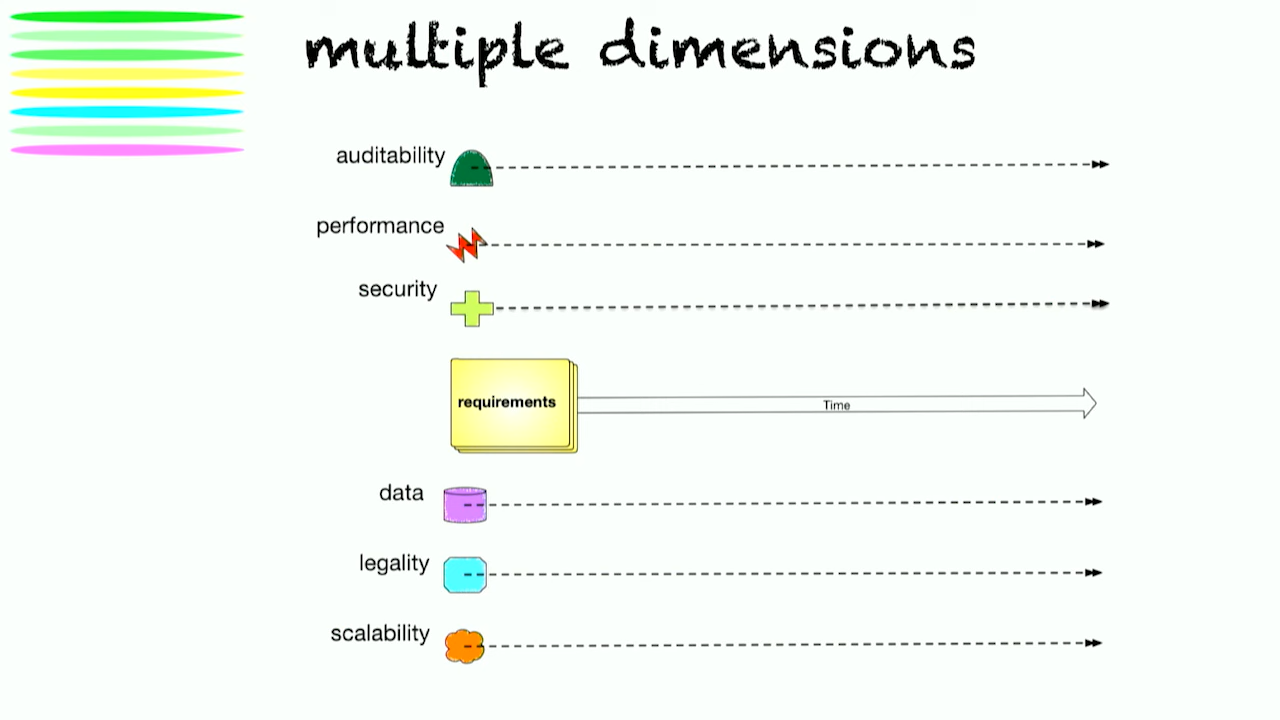 multiple dimensions
auditability
performance
security
requirements
Time
data
legality
scalability